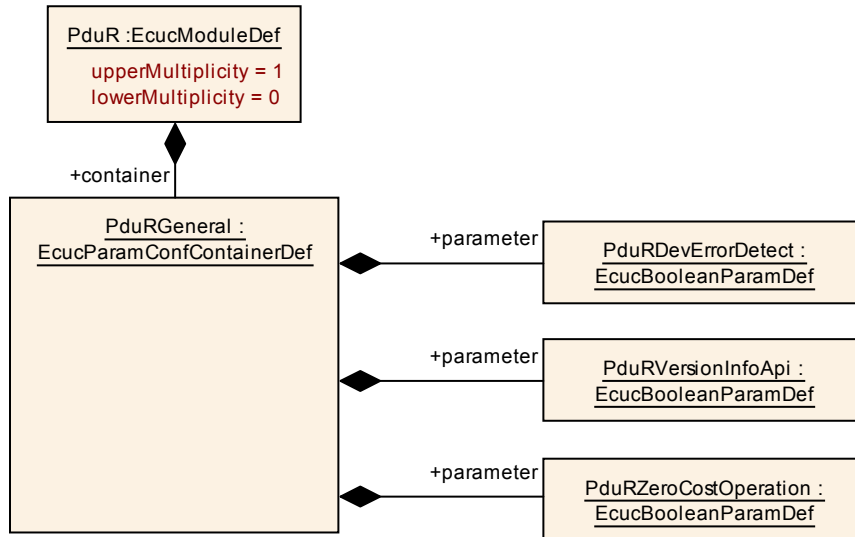 PduR :EcucModuleDef
upperMultiplicity = 1
lowerMultiplicity = 0
+container
PduRGeneral :
EcucParamConfContainerDef
+parameter
PduRDevErrorDetect :
EcucBooleanParamDef
+parameter
PduRVersionInfoApi :
EcucBooleanParamDef
+parameter
PduRZeroCostOperation :
EcucBooleanParamDef